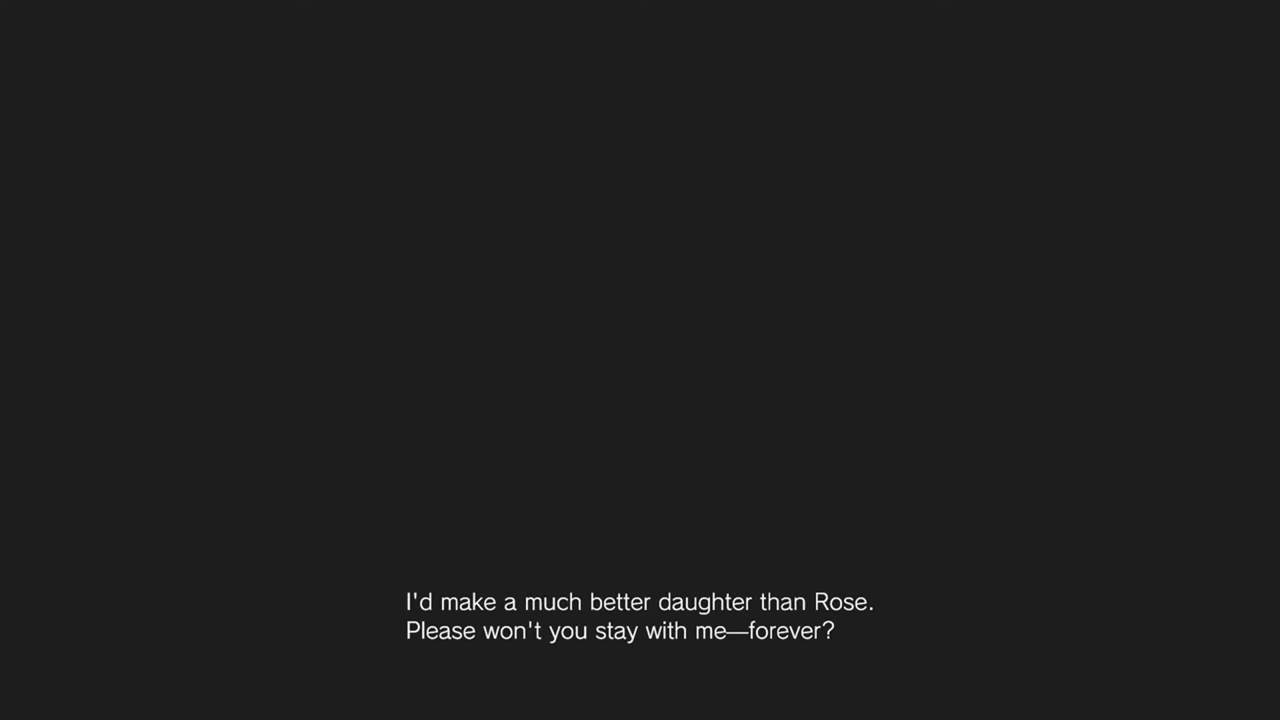 I'd make a much better daughter than Rose.
Please won't you stay with me—forever?